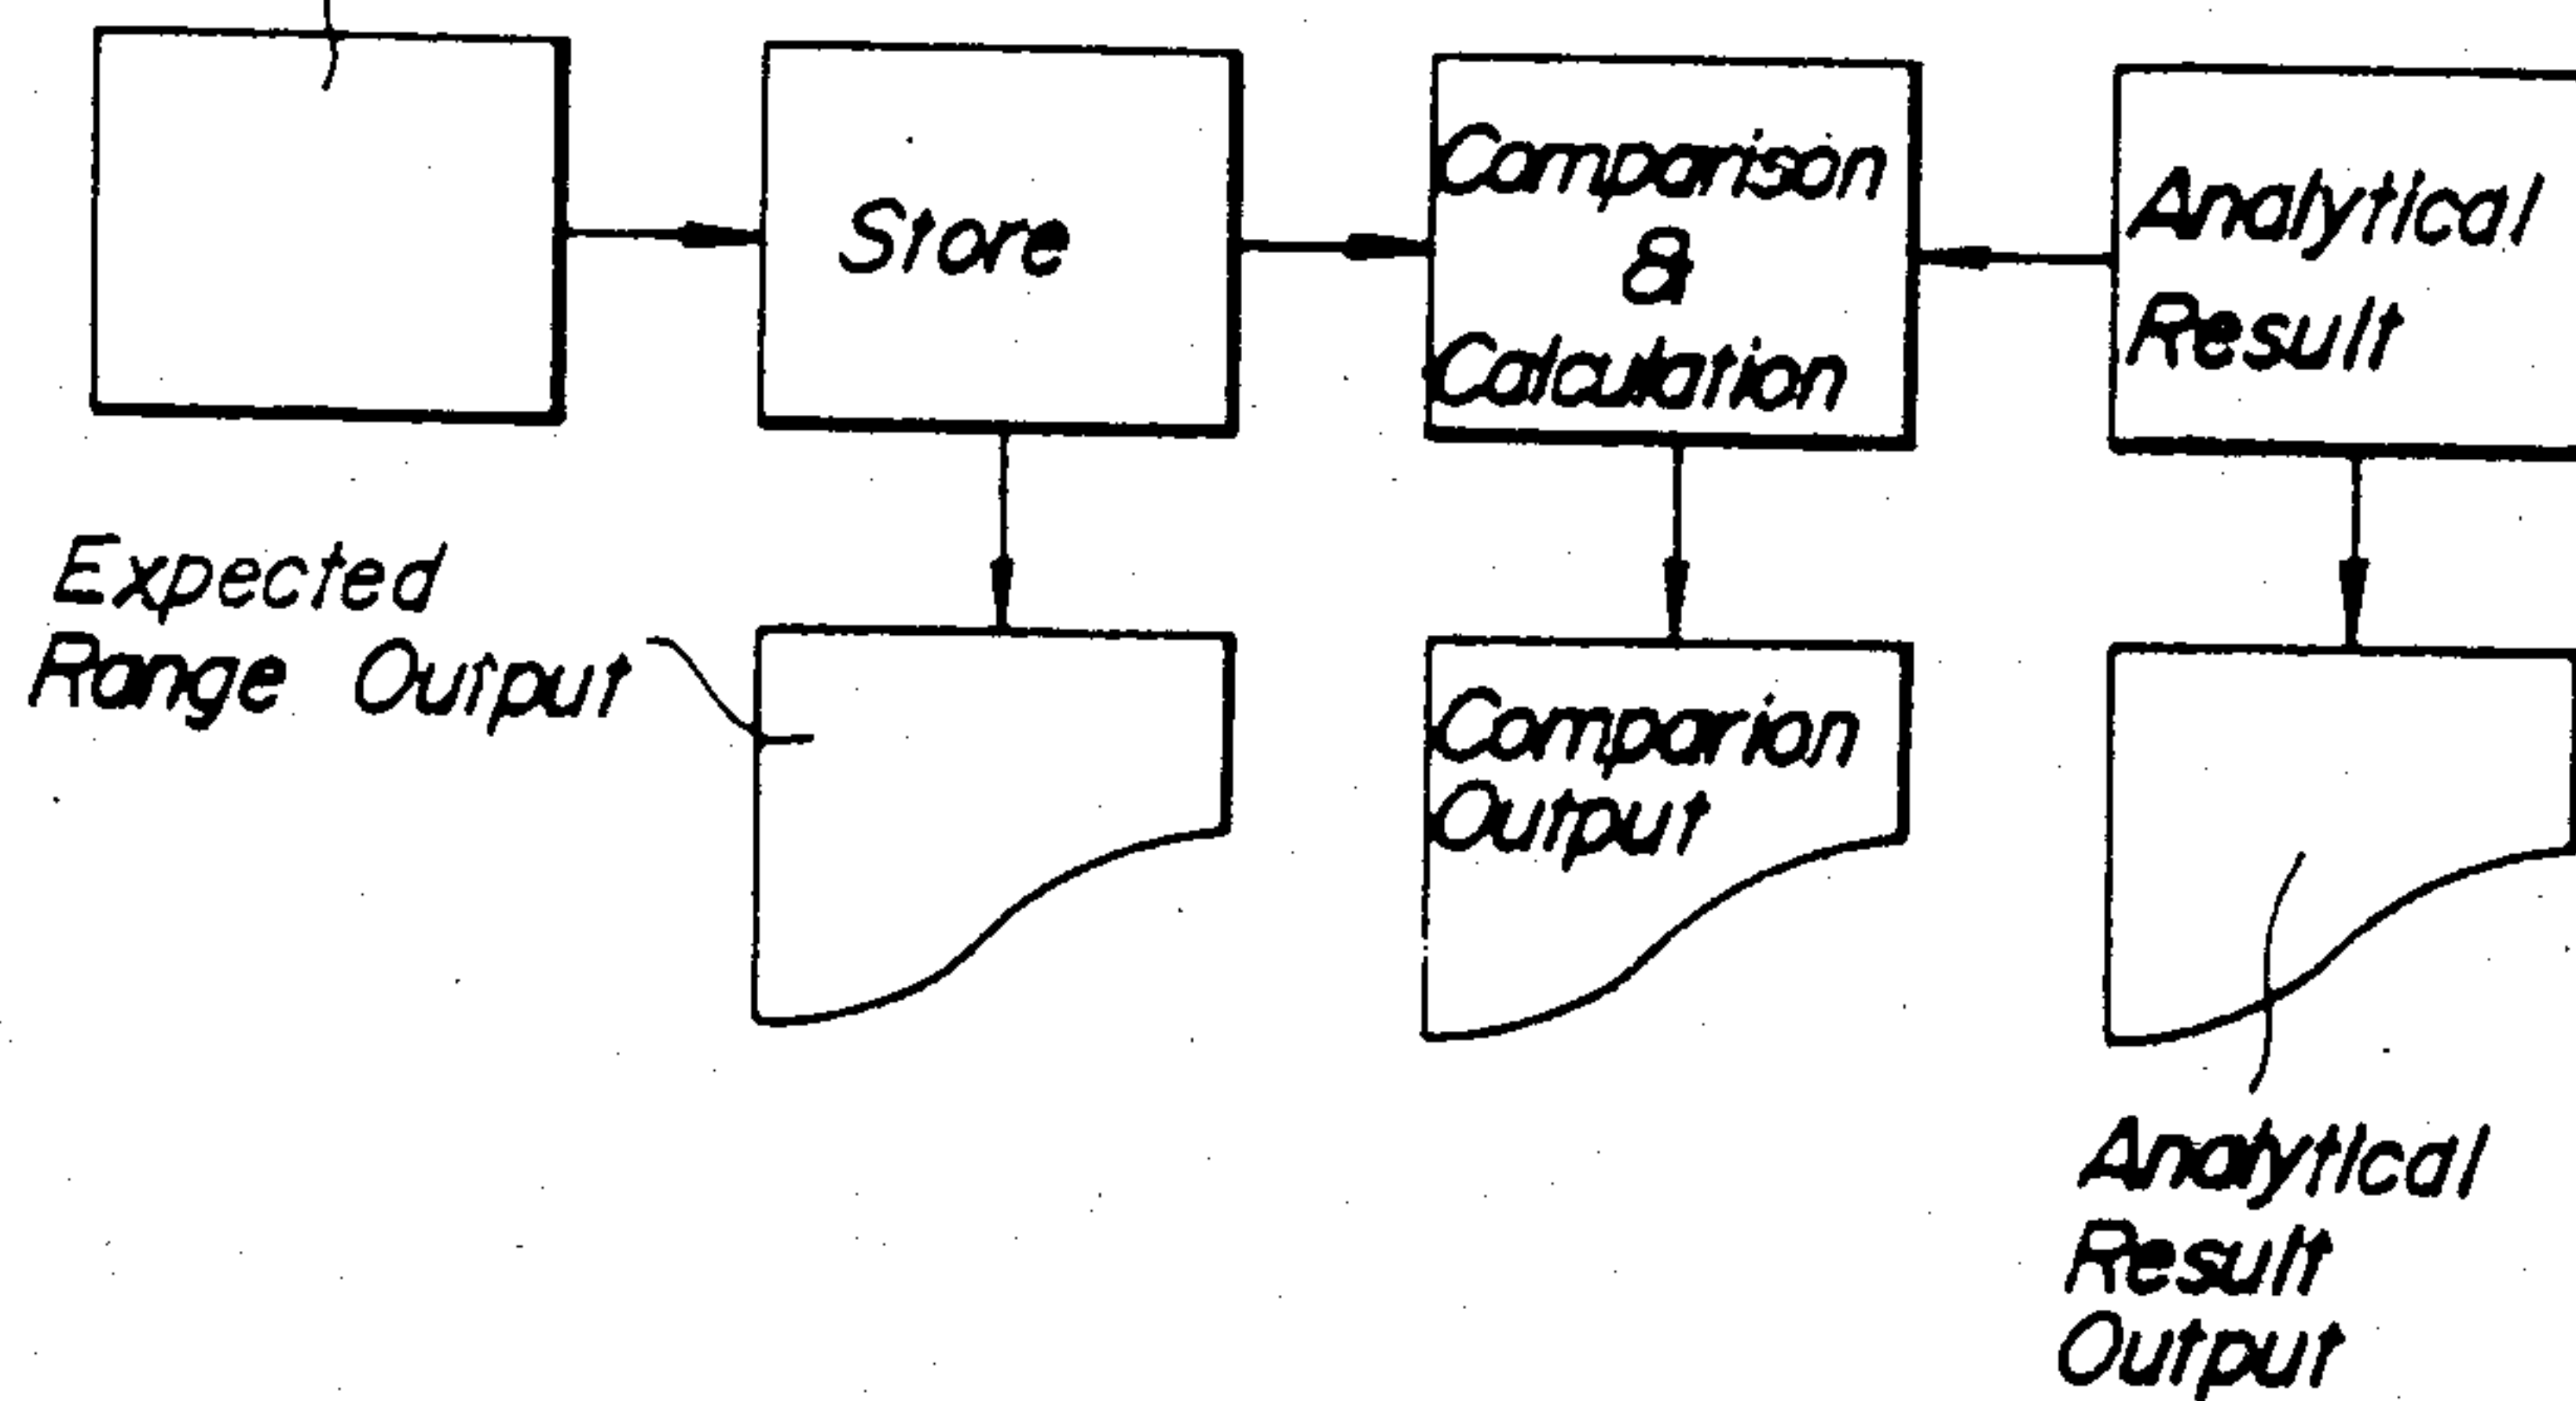 Store
Comparison
&
Calculation
Analytical
Result
Expected
Range Output
Comparion
Output
Analytical
Result
Output